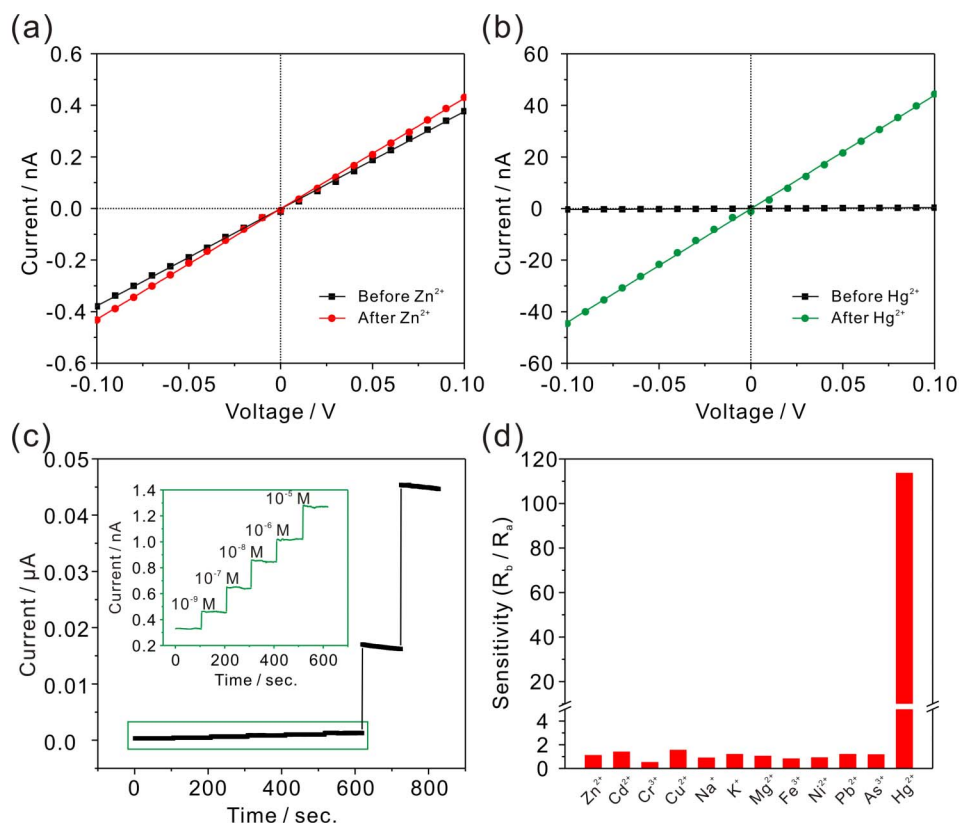 (a)
0.6
0.4
0.2
0.0
-0.2
-0.4
-0.6
Current / nA
Before Zn²⁺
After Zn²⁺
-0.10 -0.05 0 0.05 0.10
Voltage / V
(b)
60
40
20
0
-20
-40
-60
Current / nA
Before Hg²⁺
After Hg²⁺
-0.10 -0.05 0 0.05 0.10
Voltage / V
(c)
0.05
0.04
0.03
0.02
0.01
0.0
Current / µA
1.4
1.2
1.0
0.8
0.6
0.4
0.2
Current / nA
10⁻⁵ M
10⁻⁶ M
10⁻⁸ M
10⁻⁷ M
10⁻⁹ M
0 200 400 600
Time / sec.
0 200 400 600 800
Time / sec.
(d)
120
100
80
60
40
20
4
2
0
Sensitivity (R_b / R_a)
Zn²⁺ Cd²⁺ Cr³⁺ Cu²⁺ Na⁺ K⁺ Mg²⁺ Fe³⁺ Ni²⁺ Pb²⁺ As³⁺ Hg²⁺